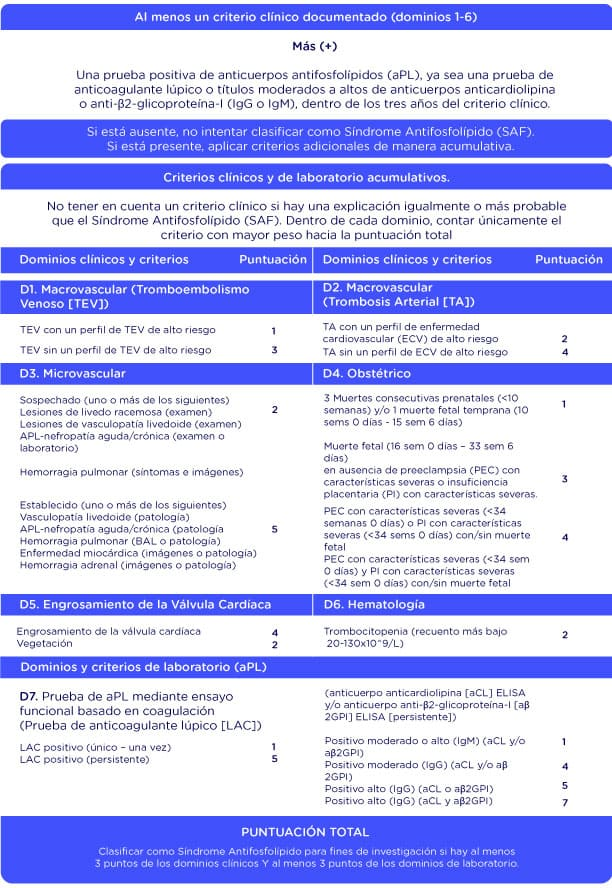 Al menos un criterio clínico documentado (dominios 1-6)
Más (+)
Una prueba positiva de anticuerpos antifosfolípidos (aPL), ya sea una prueba de
anticoagulante lúpico o títulos moderados a altos de anticuerpos anticardiolipina
o anti-β2-glicoproteína-I (IgG o IgM), dentro de los tres años del criterio clínico.
Si está ausente, no intentar clasificar como Síndrome Antifosfolípido (SAF).
Si está presente, aplicar criterios adicionales de manera acumulativa.
Criterios clínicos y de laboratorio acumulativos.
No tener en cuenta un criterio clínico si hay una explicación igualmente o más probable
que el Síndrome Antifosfolípido (SAF). Dentro de cada dominio, contar únicamente el
criterio con mayor peso hacia la puntuación total
Dominios clínicos y criterios Puntuación
D1. Macrovascular (Tromboembolismo
Venoso [TEV])
TEV con un perfil de TEV de alto riesgo 1
TEV sin un perfil de TEV de alto riesgo 3
Dominios clínicos y criterios Puntuación
D2. Macrovascular
(Trombosis Arterial [TA])
TA con un perfil de enfermedad
cardiovascular (ECV) de alto riesgo 2
TA sin un perfil de ECV de alto riesgo 4
D3. Microvascular
Sospechado (uno o más de los siguientes) 2
Lesiones de livedo racemosa (examen)
Lesiones de vasculopatía livedoide (examen)
APL-nefropatía aguda/crónica (examen o
laboratorio)
Hemorragia pulmonar (síntomas e imágenes)
Establecido (uno o más de los siguientes)
Vasculopatía livedoide (patología)
APL-nefropatía aguda/crónica (patología 5
Hemorragia pulmonar (BAL o patología)
Enfermedad miocárdica (imágenes o patología)
Hemorragia adrenal (imágenes o patología)
D4. Obstétrico
3 Muertes consecutivas prenatales (<10 1
semanas) y/o 1 muerte fetal temprana (10
sems 0 días - 15 sem 6 días)
Muerte fetal (16 sem 0 días – 33 sem 6
días)
en ausencia de preeclampsia (PEC) con 3
características severas o insuficiencia
placentaria (PI) con características severas.
PEC con características severas (<34
semanas 0 días) o PI con características
severas (<34 sems 0 días) con/sin muerte 4
fetal
PEC con características severas (<34 sem
0 días) y PI con características severas
(<34 sem 0 días) con/sin muerte fetal
D5. Engrosamiento de la Válvula Cardíaca
Engrosamiento de la válvula cardíaca 4
Vegetación 2
D6. Hematología
Trombocitopenia (recuento más bajo 2
20-130x10^9/L)
Dominios y criterios de laboratorio (aPL)
D7. Prueba de aPL mediante ensayo
funcional basado en coagulación
(Prueba de anticoagulante lúpico [LAC])
LAC positivo (único – una vez) 1
LAC positivo (persistente) 5
(anticuerpo anticardiolipina [aCL] ELISA
y/o anticuerpo anti-β2-glicoproteína-I [aβ
2GPI] ELISA [persistente])
Positivo moderado o alto (IgM) (aCL y/o 1
aβ2GPI)
Positivo moderado (IgG) (aCL y/o aβ 4
2GPI)
Positivo alto (IgG) (aCL o aβ2GPI) 5
Positivo alto (IgG) (aCL y aβ2GPI) 7
PUNTUACIÓN TOTAL
Clasificar como Síndrome Antifosfolípido para fines de investigación si hay al menos
3 puntos de los dominios clínicos Y al menos 3 puntos de los dominios de laboratorio.